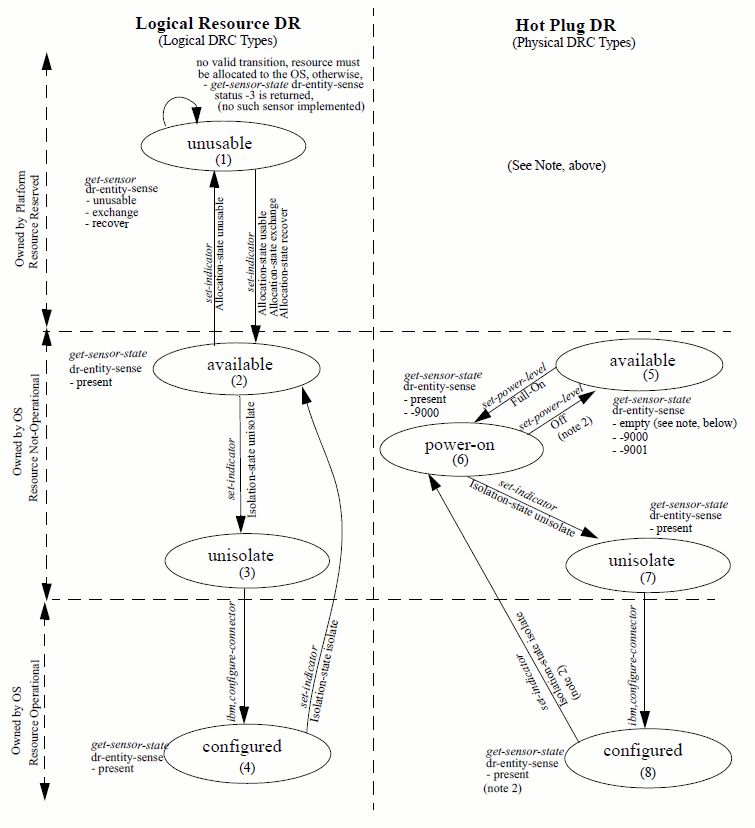 Logical Resource DR
(Logical DRC Types)
Hot Plug DR
(Physical DRC Types)
no valid transition, resource must
be allocated to the OS, otherwise,
- get-sensor-state dr-entity-sense
status -3 is returned,
(no such sensor implemented)
unusable
(1)
(See Note, above)
get-sensor
dr-entity-sense
- unusable
- exchange
- recover
Owned by Platform
Resource Reserved
set-indicator
Allocation-state unusable
set-indicator
Allocation-state usable
Allocation-state exchange
Allocation-state recover
get-sensor-state
dr-entity-sense
- present
available
(2)
Owned by OS
Resource Not-Operational
set-indicator
Isolation-state unisolate
unisolate
(3)
get-sensor-state
dr-entity-sense
- present
- -9000
set-power-level
Full-On
set-power-level
Off
(note 2)
available
(5)
get-sensor-state
dr-entity-sense
- empty (see note, below)
- -9000
- -9001
power-on
(6)
set-indicator
Isolation-state unisolate
get-sensor-state
dr-entity-sense
- present
unisolate
(7)
Owned by OS
Resource Operational
ibm,configure-connector
set-indicator
Isolation-state isolate
get-sensor-state
dr-entity-sense
- present
configured
(4)
set-indicator
Isolation-state isolate
(note 2)
ibm,configure-connector
get-sensor-state
dr-entity-sense
- present
(note 2)
configured
(8)